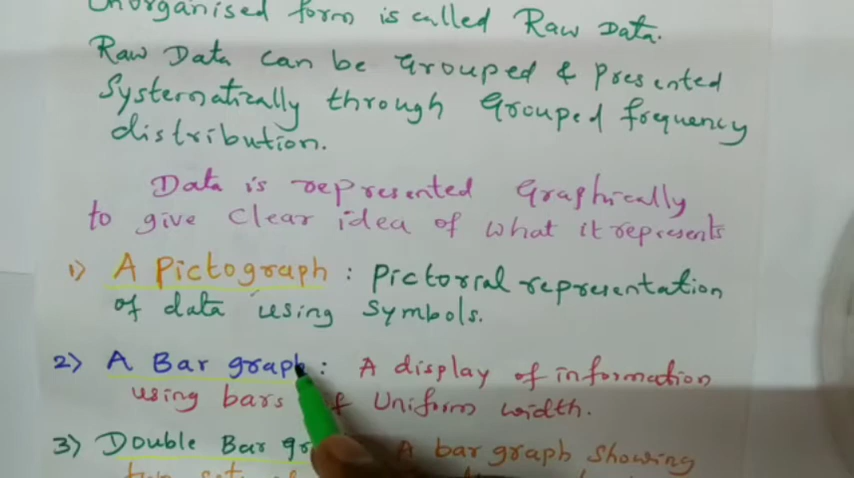 Unorganised form is called Raw Data.
Raw Data can be Grouped & Presented
Systematically through Grouped frequency
distribution.
Data is represented Graphically
to give Clear idea of what it represents
1) A Pictograph : Pictorial representation
of data using Symbols.
2) A Bar graph : A display of information
using bars of Uniform width.
3) Double Bar A bar graph showing